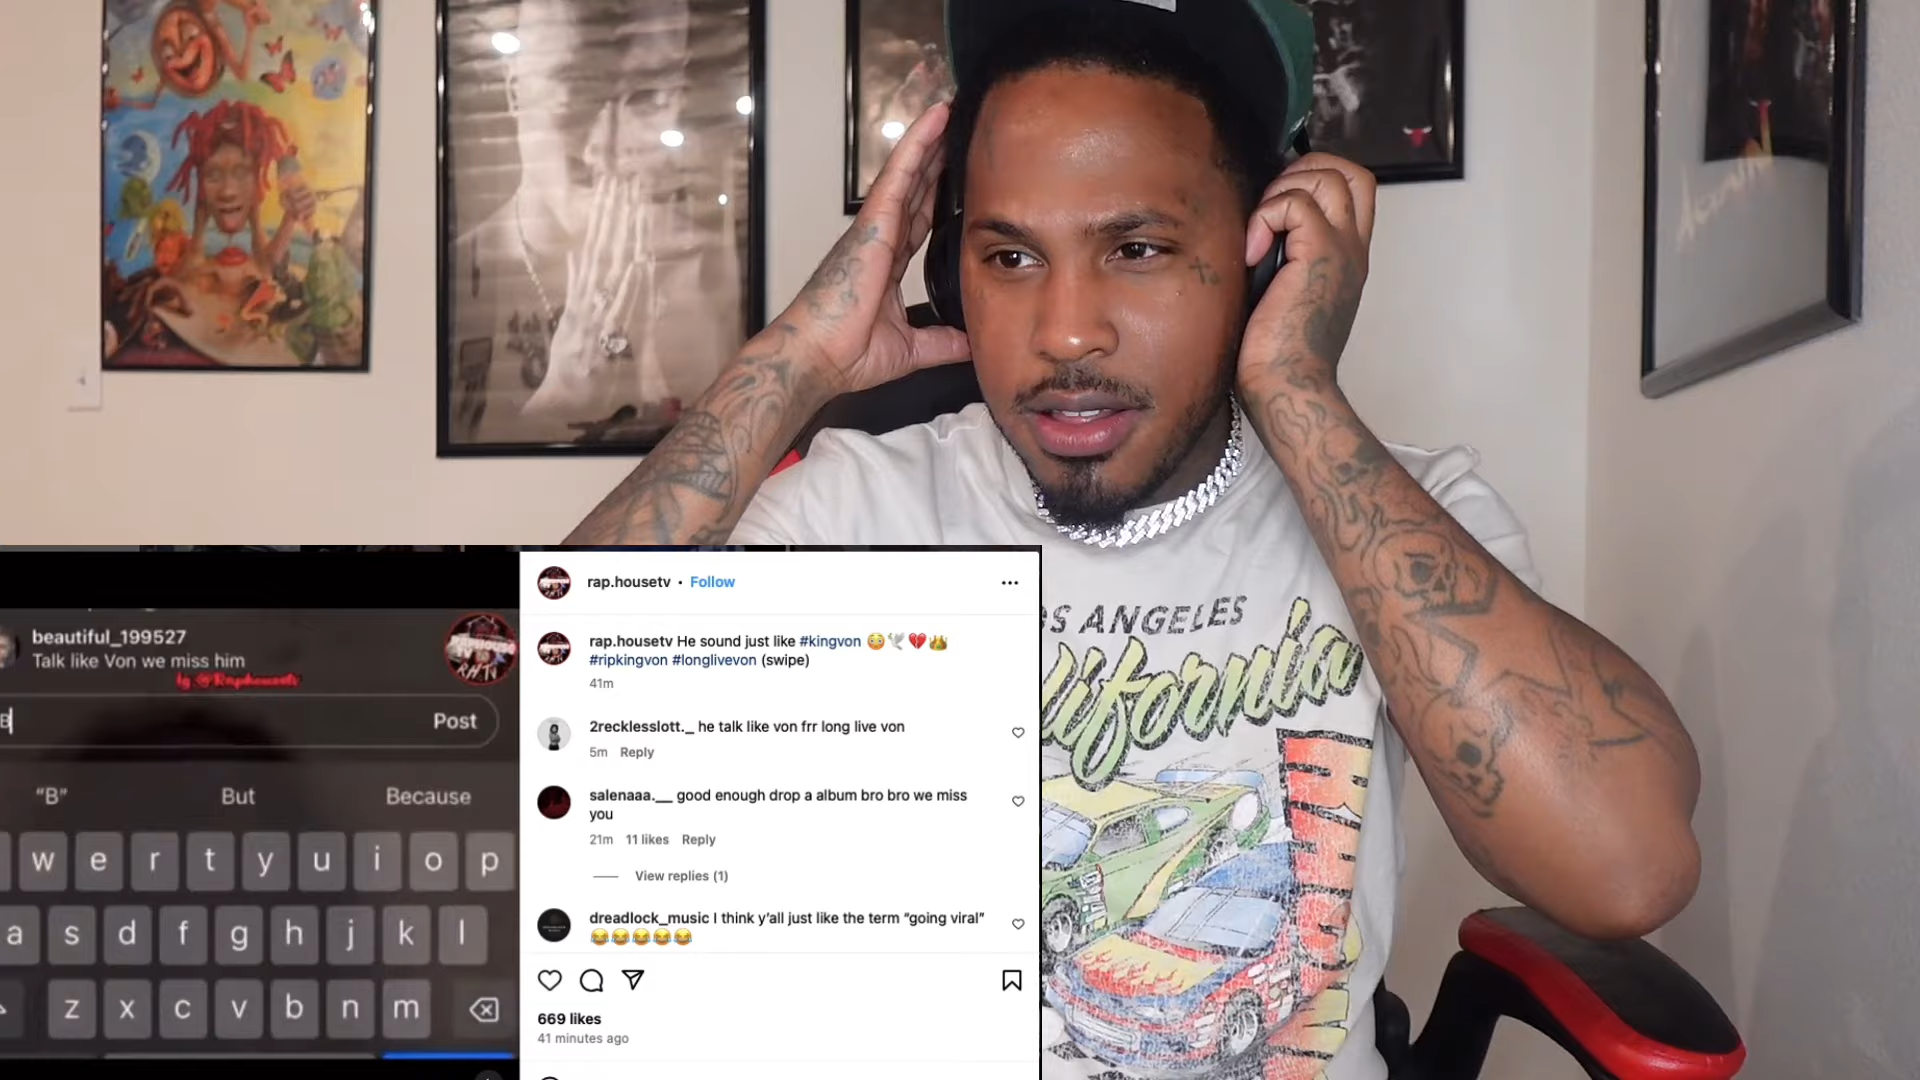 OS ANGELES
California
beautiful_199527
Talk like Von we miss him
ig @Raphousetv
B
Post
"B"
But
Because
w e r t y u i o p
a s d f g h j k l
z x c v b n m
rap.housetv • Follow
rap.housetv He sound just like #kingvon 😳🕊💔👑
#ripkingvon #longlivevon (swipe)
41m
2recklesslott._ he talk like von frr long live von
5m Reply
salenaaa.__ good enough drop a album bro bro we miss
you
21m 11 likes Reply
View replies (1)
dreadlock_music I think y'all just like the term “going viral”
😂😂😂😂😂
669 likes
41 minutes ago